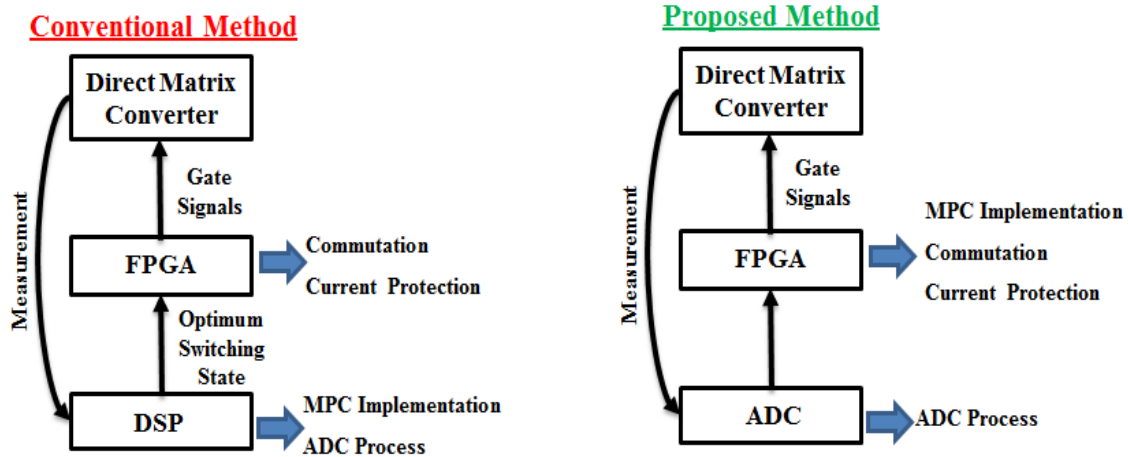 Conventional Method
Direct Matrix
Converter
Measurement
Gate
Signals
FPGA
Commutation
Current Protection
Optimum
Switching
State
DSP
MPC Implementation
ADC Process
Proposed Method
Direct Matrix
Converter
Measurement
Gate
Signals
FPGA
MPC Implementation
Commutation
Current Protection
ADC
ADC Process